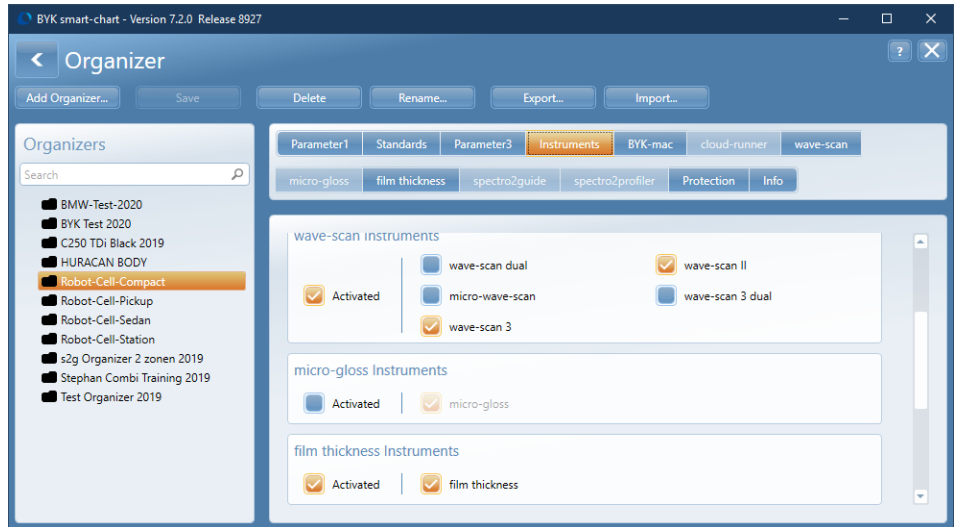 BYK smart-chart - Version 7.2.0 Release 8927
Organizer
?
Add Organizer... Save Delete Rename... Export... Import...
Organizers
Search
BMW-Test-2020
BYK Test 2020
C250 TDi Black 2019
HURACAN BODY
Robot-Cell-Compact
Robot-Cell-Pickup
Robot-Cell-Sedan
Robot-Cell-Station
s2g Organizer 2 zonen 2019
Stephan Combi Training 2019
Test Organizer 2019
Parameter1 Standards Parameter3 Instruments BYK-mac cloud-runner wave-scan
micro-gloss film thickness spectro2guide spectro2profiler Protection Info
wave-scan Instruments
wave-scan dual wave-scan II
Activated micro-wave-scan wave-scan 3 dual
wave-scan 3
micro-gloss Instruments
Activated micro-gloss
film thickness Instruments
Activated film thickness